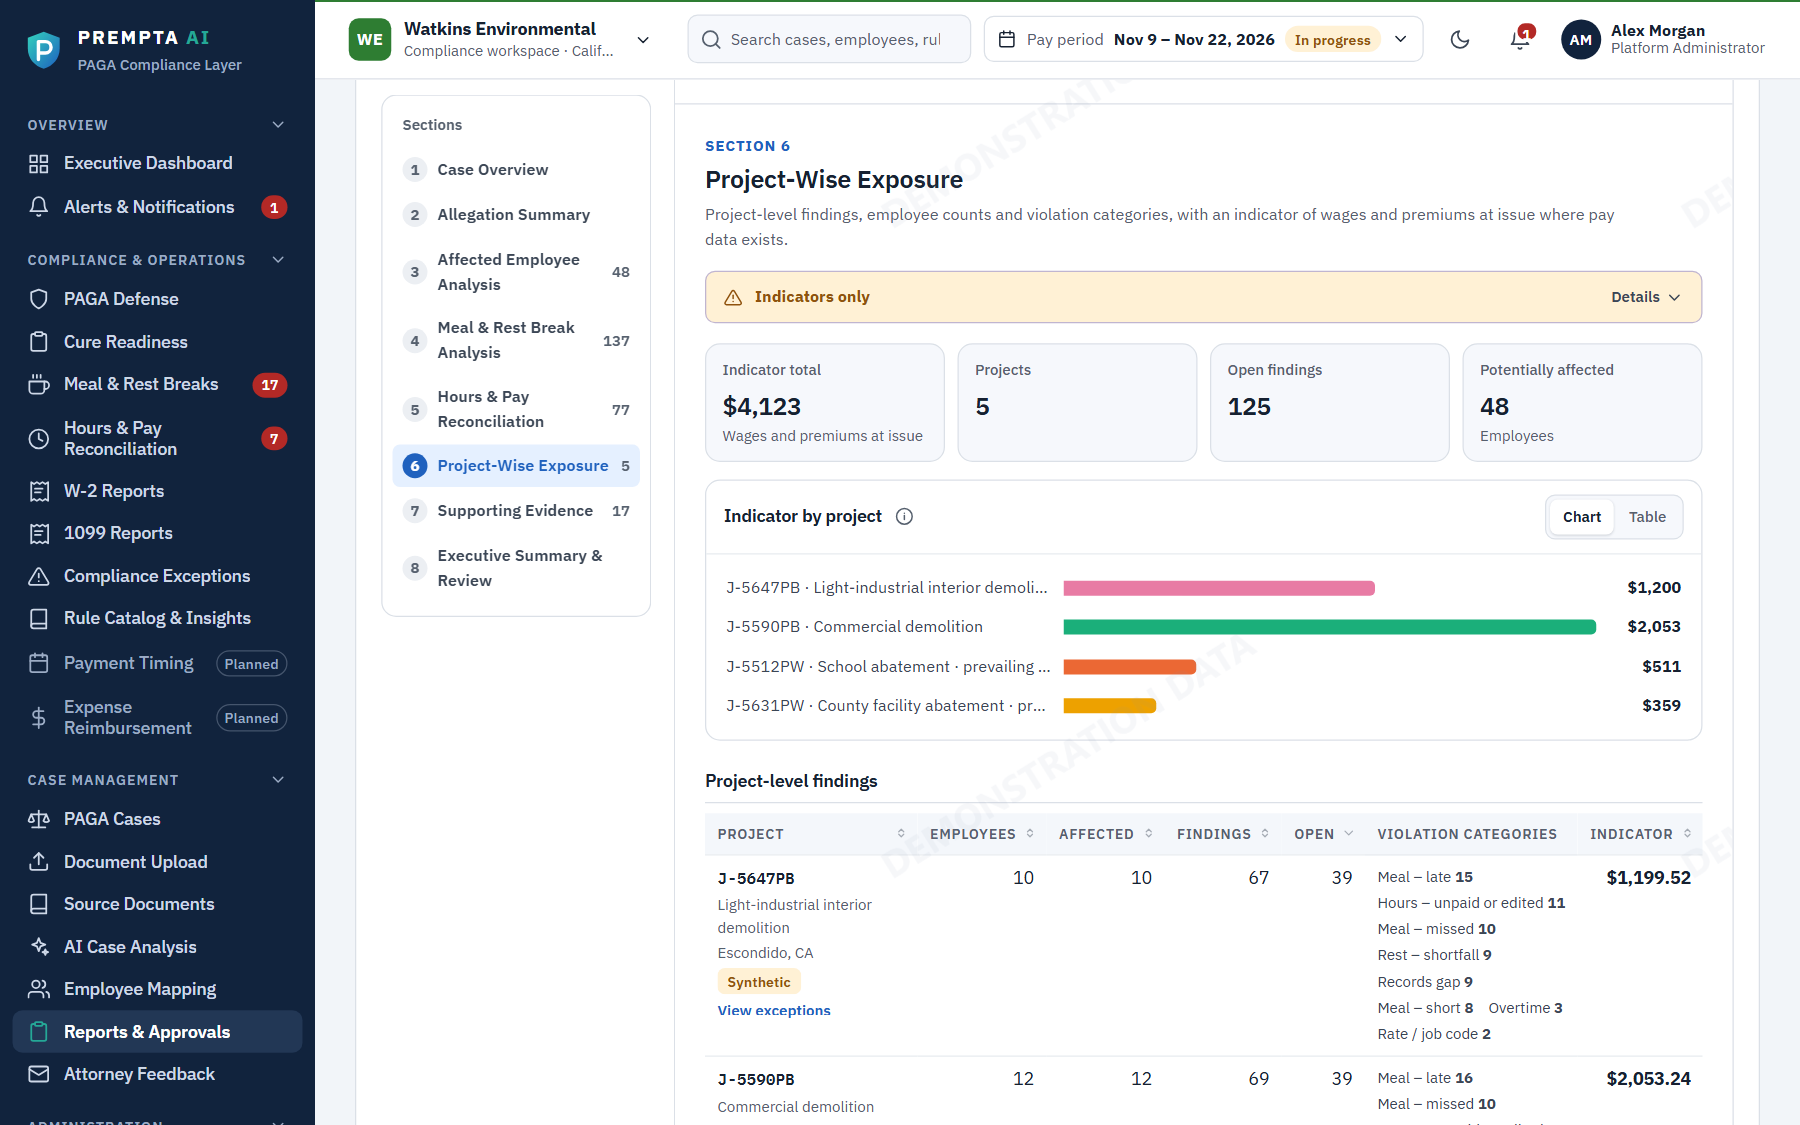 PREMPTA AI
PAGA Compliance Layer
OVERVIEW
Executive Dashboard
Alerts & Notifications 1
COMPLIANCE & OPERATIONS
PAGA Defense
Cure Readiness
Meal & Rest Breaks 17
Hours & Pay
Reconciliation 7
W-2 Reports
1099 Reports
Compliance Exceptions
Rule Catalog & Insights
Payment Timing Planned
Expense
Reimbursement Planned
CASE MANAGEMENT
PAGA Cases
Document Upload
Source Documents
AI Case Analysis
Employee Mapping
Reports & Approvals
Attorney Feedback
ADMINISTRATION
WE
Watkins Environmental
Compliance workspace · Calif...
Search cases, employees, rul
Pay period Nov 9 – Nov 22, 2026 In progress
1
AM
Alex Morgan
Platform Administrator
Sections
1 Case Overview
2 Allegation Summary
3 Affected Employee
Analysis 48
4 Meal & Rest Break
Analysis 137
5 Hours & Pay
Reconciliation 77
6 Project-Wise Exposure 5
7 Supporting Evidence 17
8 Executive Summary &
Review
SECTION 6
Project-Wise Exposure
Project-level findings, employee counts and violation categories, with an indicator of wages and premiums at issue where pay
data exists.
Indicators only Details
Indicator total
$4,123
Wages and premiums at issue
Projects
5
Open findings
125
Potentially affected
48
Employees
Indicator by project Chart Table
J-5647PB · Light-industrial interior demoli... $1,200
J-5590PB · Commercial demolition $2,053
J-5512PW · School abatement · prevailing ... $511
J-5631PW · County facility abatement · pr... $359
Project-level findings
PROJECT EMPLOYEES AFFECTED FINDINGS OPEN VIOLATION CATEGORIES INDICATOR
J-5647PB 10 10 67 39 Meal – late 15 $1,199.52
Light-industrial interior
demolition
Escondido, CA
Synthetic
View exceptions
Hours – unpaid or edited 11
Meal – missed 10
Rest – shortfall 9
Records gap 9
Meal – short 8 Overtime 3
Rate / job code 2
J-5590PB 12 12 69 39 Meal – late 16 $2,053.24
Commercial demolition
Meal – missed 10
DEMONSTRATION DATA